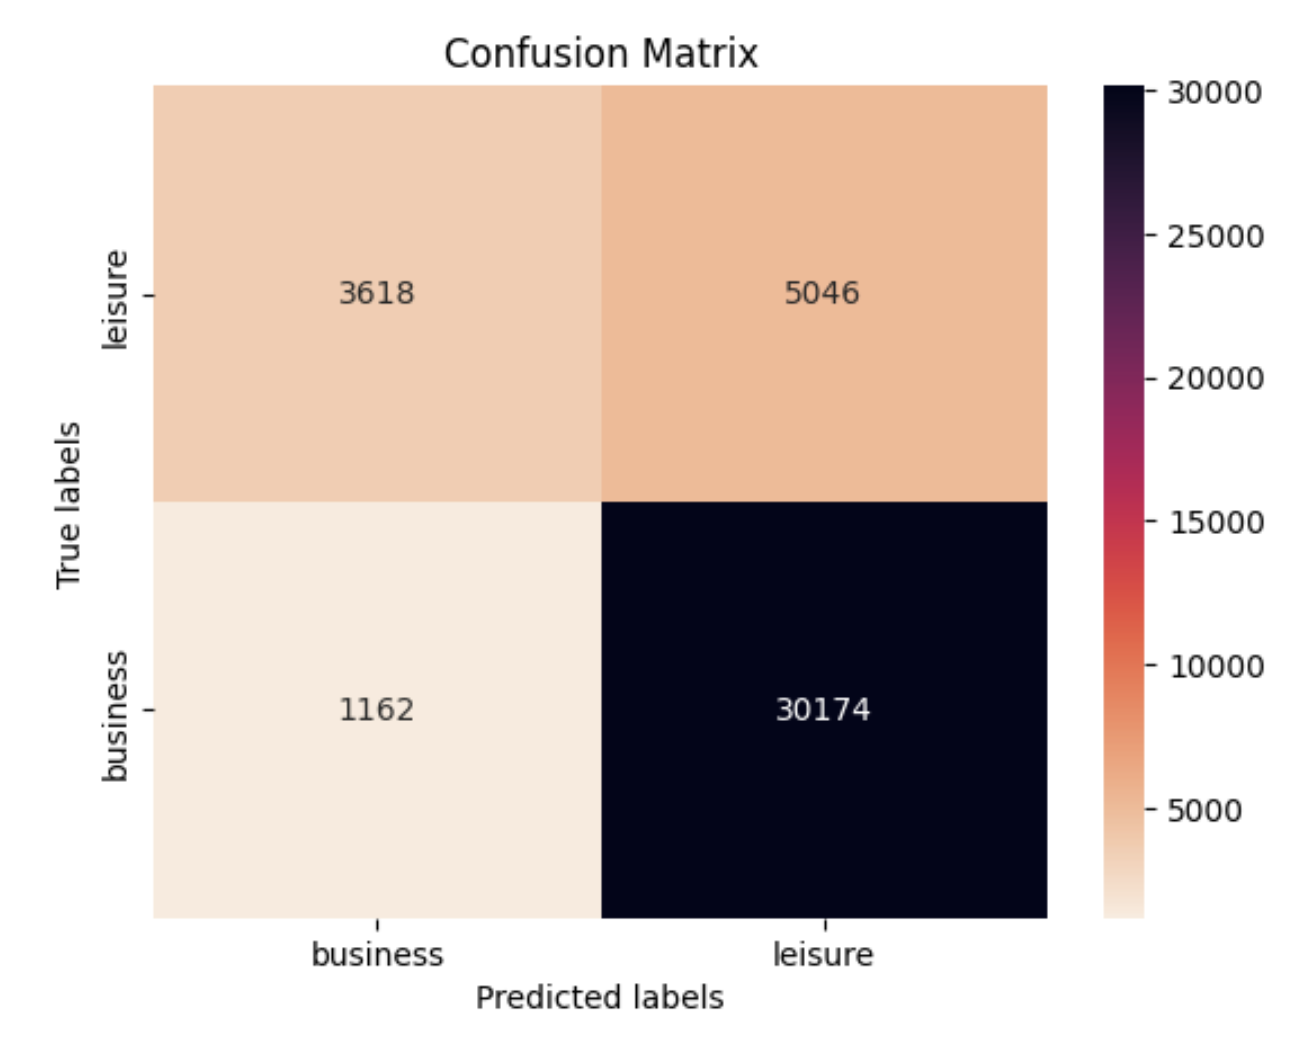 Confusion Matrix
True labels
leisure
business
3618
5046
1162
30174
business
leisure
Predicted labels
30000
25000
20000
15000
10000
5000